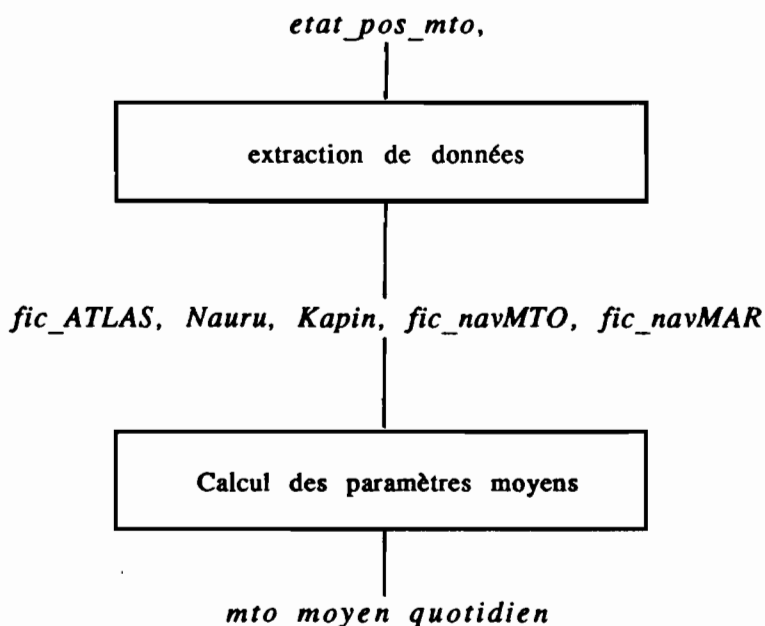 etat_pos_mto,
extraction de données
fic_ATLAS, Nauru, Kapin, fic_navMTO, fic_navMAR
Calcul des paramètres moyens
mto moyen quotidien